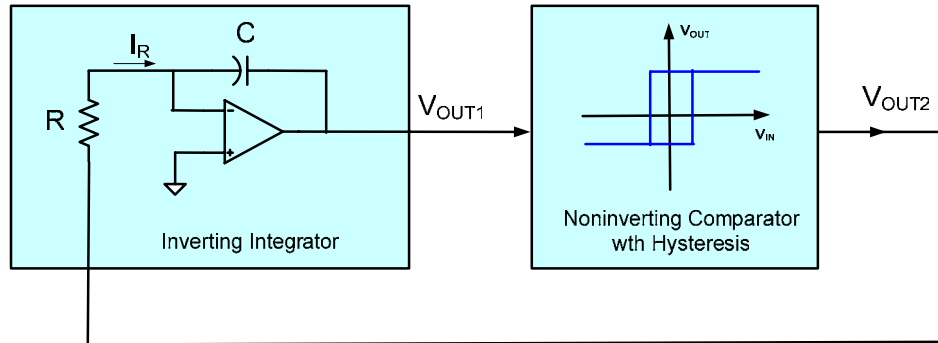 I_R
C
R
-
+
V_OUT1
Inverting Integrator
V_OUT
V_IN
Noninverting Comparator
wth Hysteresis
V_OUT2